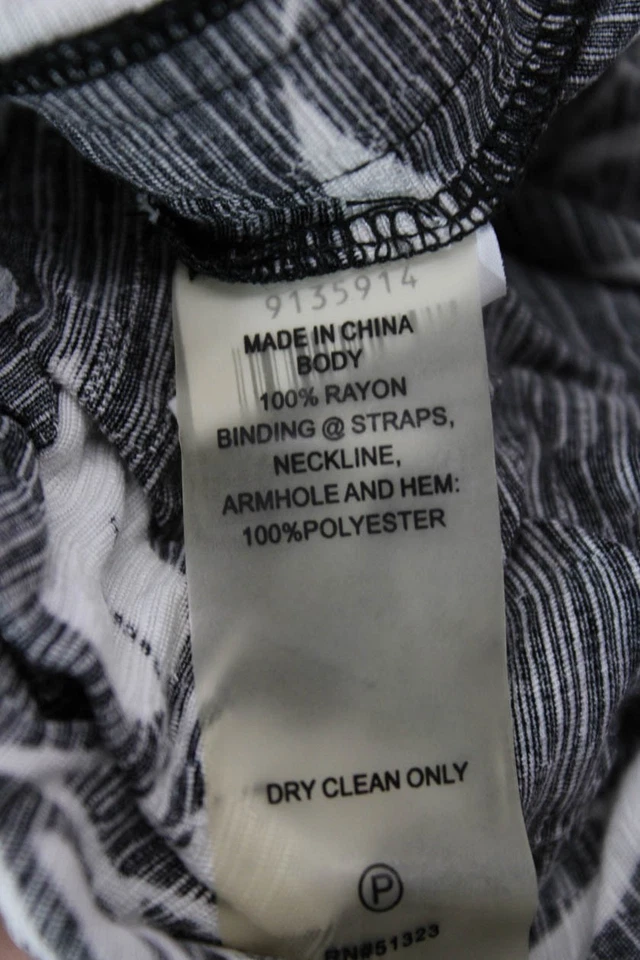 9135914
MADE IN CHINA
BODY
100% RAYON
BINDING @ STRAPS,
NECKLINE,
ARMHOLE AND HEM:
100%POLYESTER
DRY CLEAN ONLY
P
RN#51323